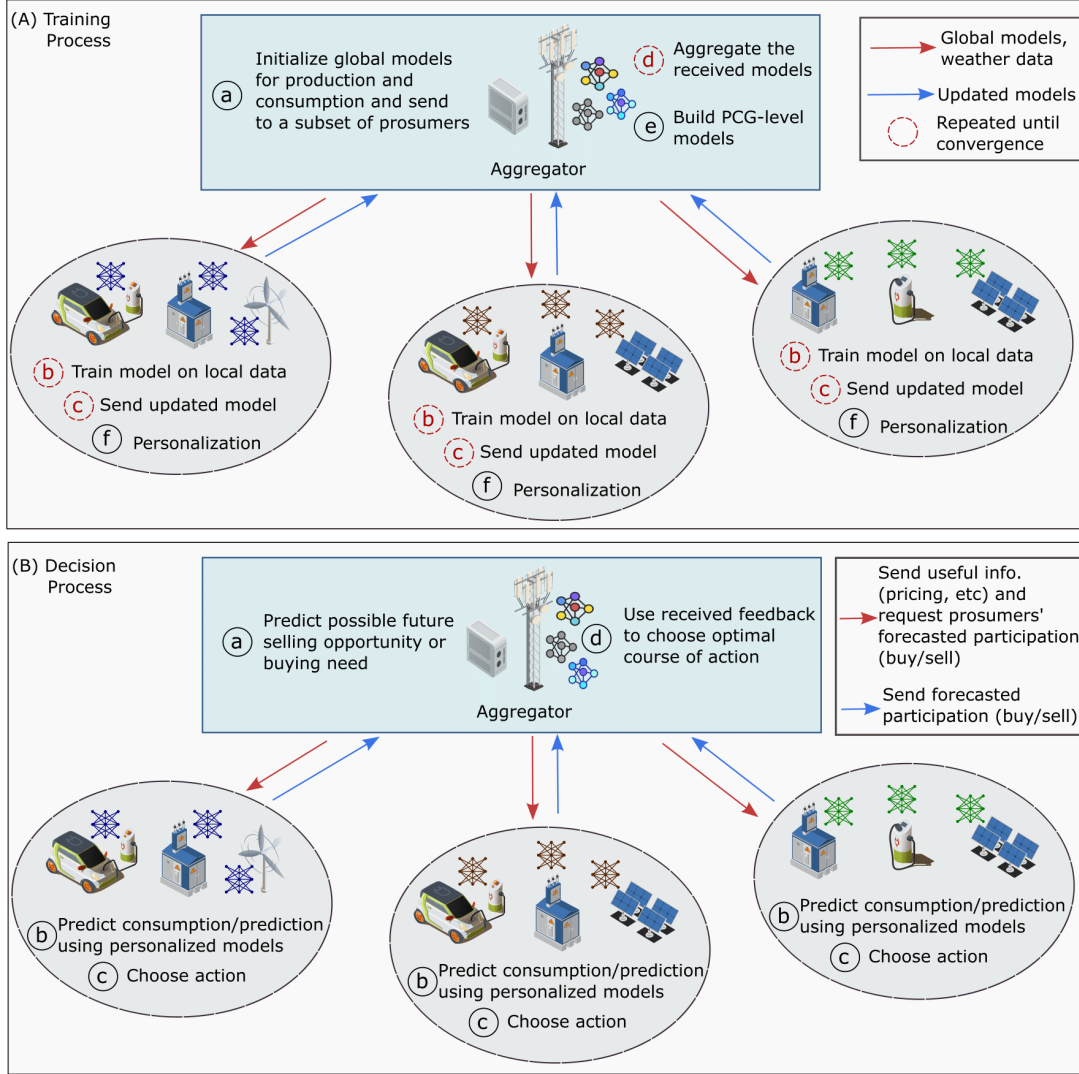 (A) Training
Process
a
Initialize global models
for production and
consumption and send
to a subset of prosumers
d
Aggregate the
received models
e
Build PCG-level
models
Aggregator
Global models,
weather data
Updated models
Repeated until
convergence
b Train model on local data
c Send updated model
f Personalization
b Train model on local data
c Send updated model
f Personalization
b Train model on local data
c Send updated model
f Personalization
(B) Decision
Process
a
Predict possible future
selling opportunity or
buying need
d
Use received feedback
to choose optimal
course of action
Aggregator
Send useful info.
(pricing, etc) and
request prosumers'
forecasted participation
(buy/sell)
Send forecasted
participation (buy/sell)
b Predict consumption/prediction
using personalized models
c Choose action
b Predict consumption/prediction
using personalized models
c Choose action
b Predict consumption/prediction
using personalized models
c Choose action